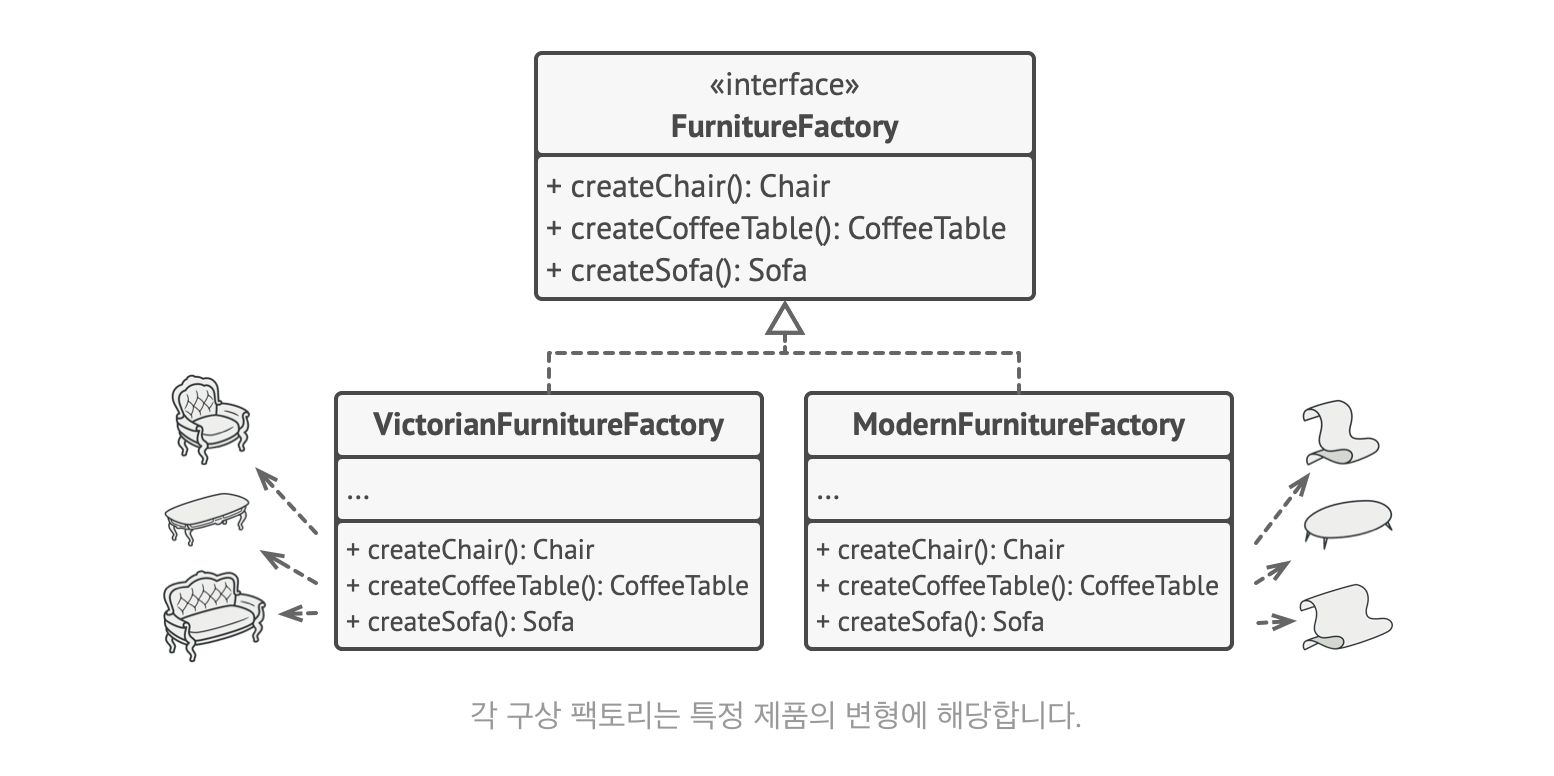 «interface»
FurnitureFactory
+ createChair(): Chair
+ createCoffeeTable(): CoffeeTable
+ createSofa(): Sofa
VictorianFurnitureFactory
...
+ createChair(): Chair
+ createCoffeeTable(): CoffeeTable
+ createSofa(): Sofa
ModernFurnitureFactory
...
+ createChair(): Chair
+ createCoffeeTable(): CoffeeTable
+ createSofa(): Sofa
각 구상 팩토리는 특정 제품의 변형에 해당합니다.